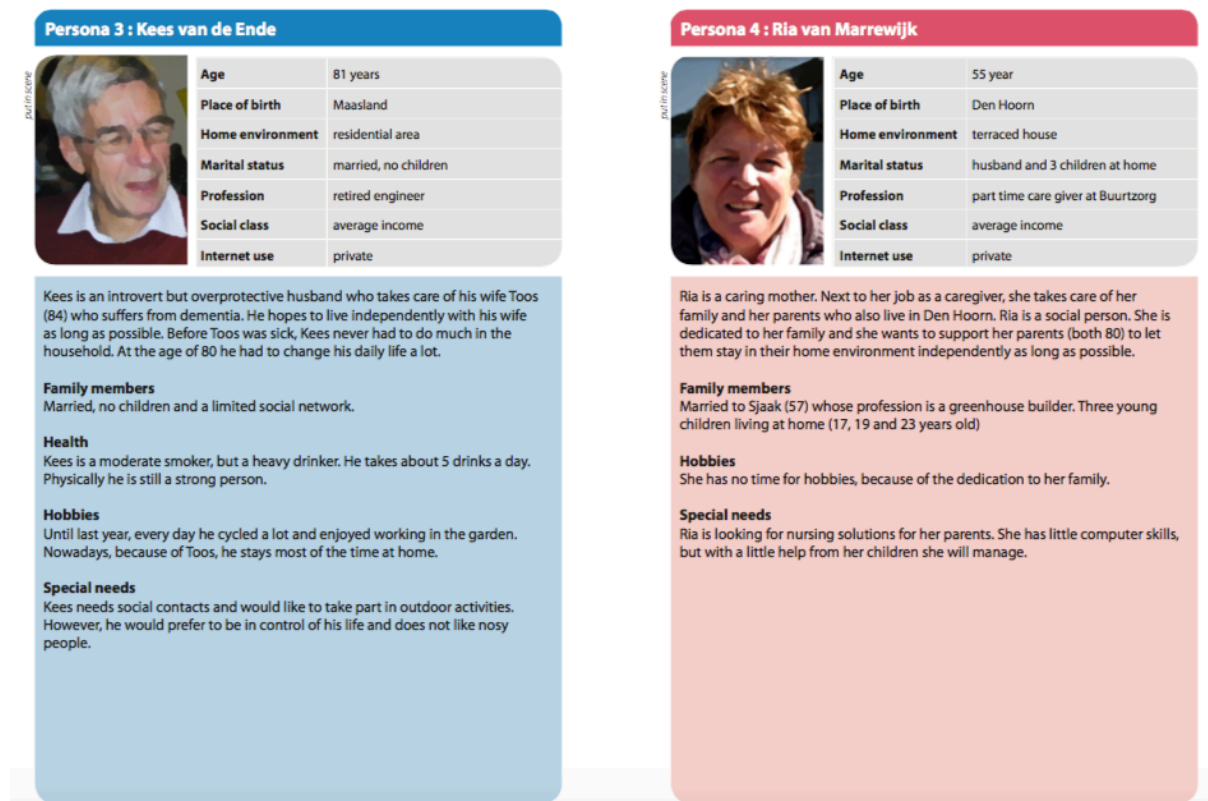 Persona 3 : Kees van de Ende
put in scene
Age 81 years
Place of birth Maasland
Home environment residential area
Marital status married, no children
Profession retired engineer
Social class average income
Internet use private
Kees is an introvert but overprotective husband who takes care of his wife Toos
(84) who suffers from dementia. He hopes to live independently with his wife
as long as possible. Before Toos was sick, Kees never had to do much in the
household. At the age of 80 he had to change his daily life a lot.
Family members
Married, no children and a limited social network.
Health
Kees is a moderate smoker, but a heavy drinker. He takes about 5 drinks a day.
Physically he is still a strong person.
Hobbies
Until last year, every day he cycled a lot and enjoyed working in the garden.
Nowadays, because of Toos, he stays most of the time at home.
Special needs
Kees needs social contacts and would like to take part in outdoor activities.
However, he would prefer to be in control of his life and does not like nosy
people.
Persona 4 : Ria van Marrewijk
put in scene
Age 55 year
Place of birth Den Hoorn
Home environment terraced house
Marital status husband and 3 children at home
Profession part time care giver at Buurtzorg
Social class average income
Internet use private
Ria is a caring mother. Next to her job as a caregiver, she takes care of her
family and her parents who also live in Den Hoorn. Ria is a social person. She is
dedicated to her family and she wants to support her parents (both 80) to let
them stay in their home environment independently as long as possible.
Family members
Married to Sjaak (57) whose profession is a greenhouse builder. Three young
children living at home (17, 19 and 23 years old)
Hobbies
She has no time for hobbies, because of the dedication to her family.
Special needs
Ria is looking for nursing solutions for her parents. She has little computer skills,
but with a little help from her children she will manage.